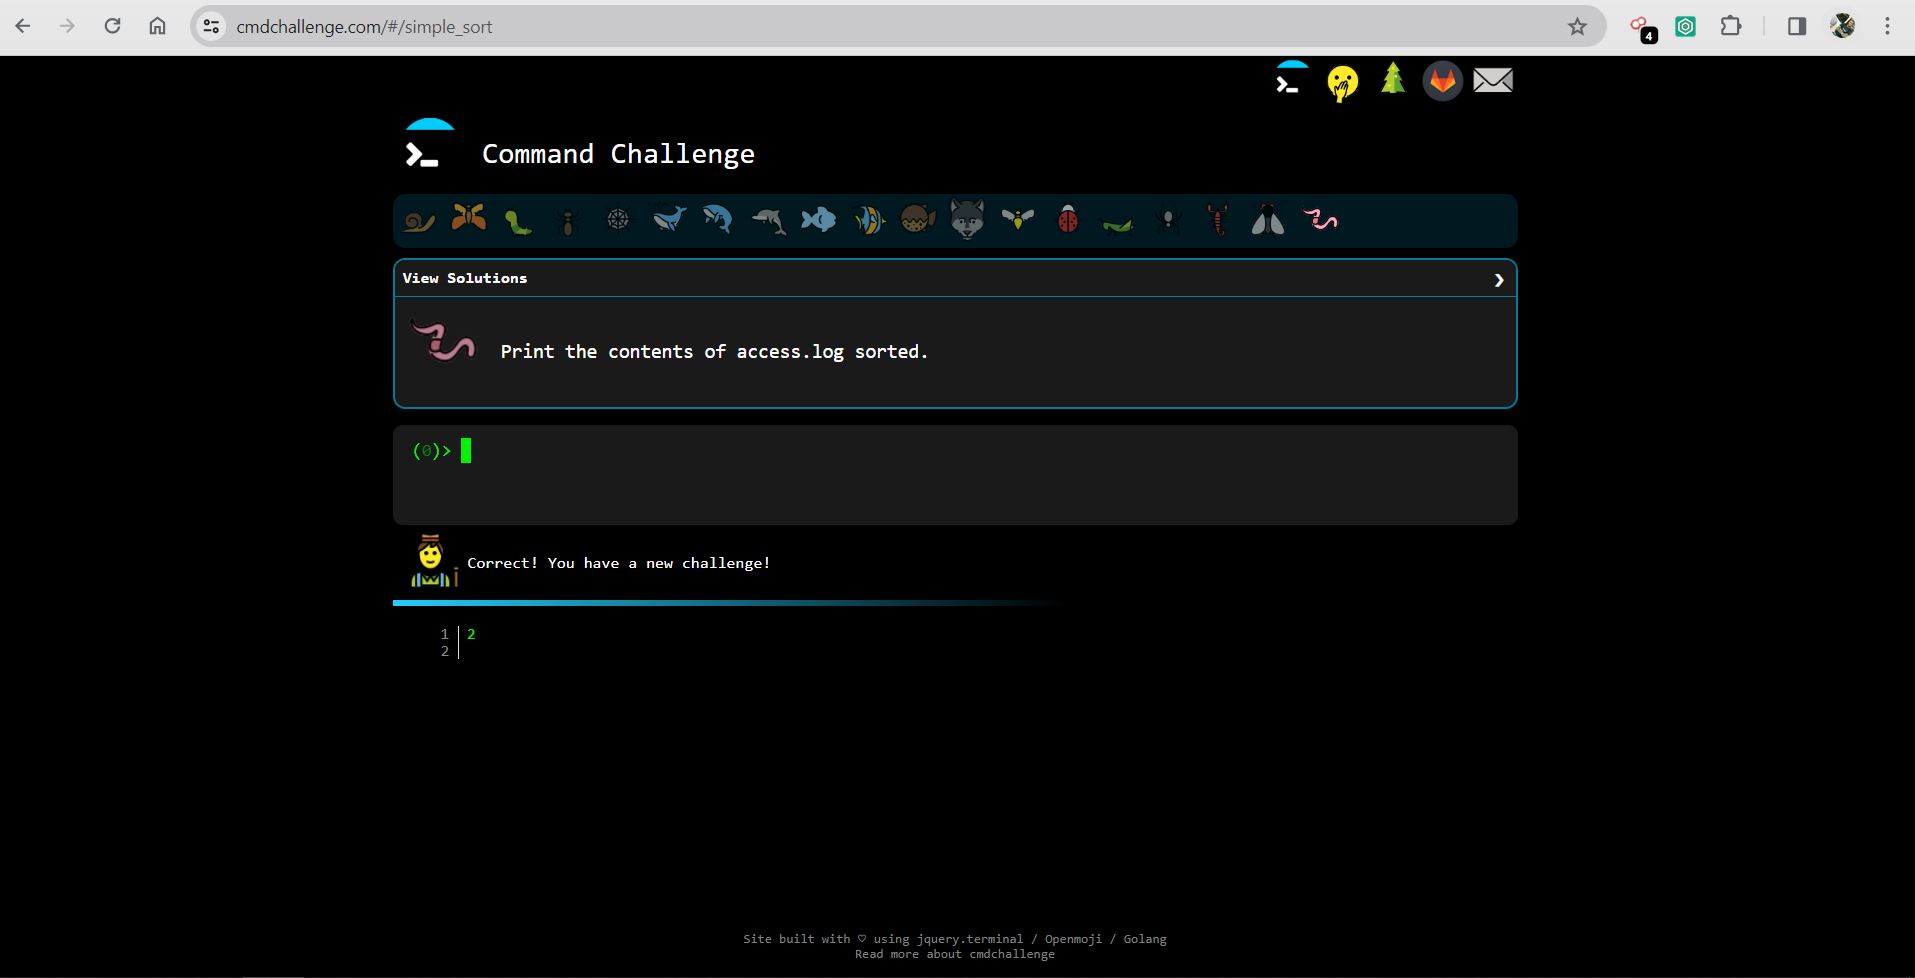 cmdchallenge.com/#/simple_sort
4
Command Challenge
View Solutions
Print the contents of access.log sorted.
(0)>
Correct! You have a new challenge!
1 2
2
Site built with ♡ using jquery.terminal / Openmoji / Golang
Read more about cmdchallenge